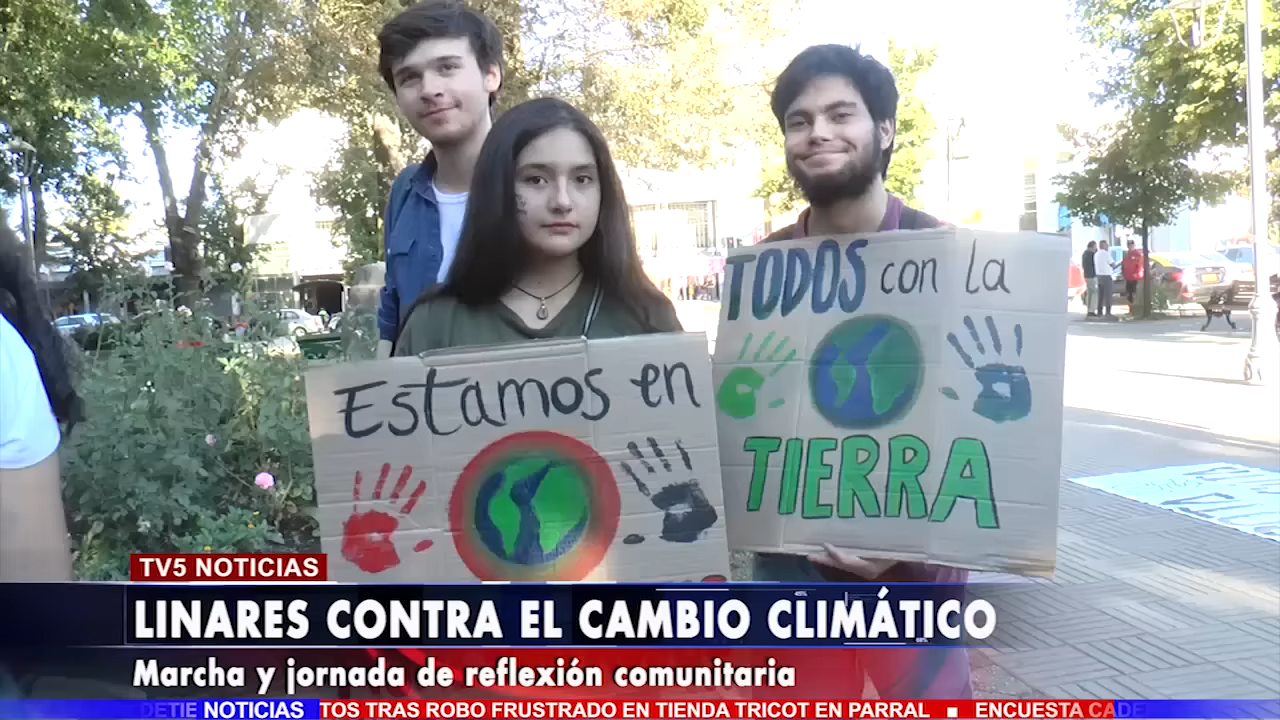 TODOS con la
TIERRA
Estamos en
TV5 NOTICIAS
LINARES CONTRA EL CAMBIO CLIMÁTICO
Marcha y jornada de reflexión comunitaria
NOTICIAS TOS TRAS ROBO FRUSTRADO EN TIENDA TRICOT EN PARRAL ■ ENCUESTA CADE